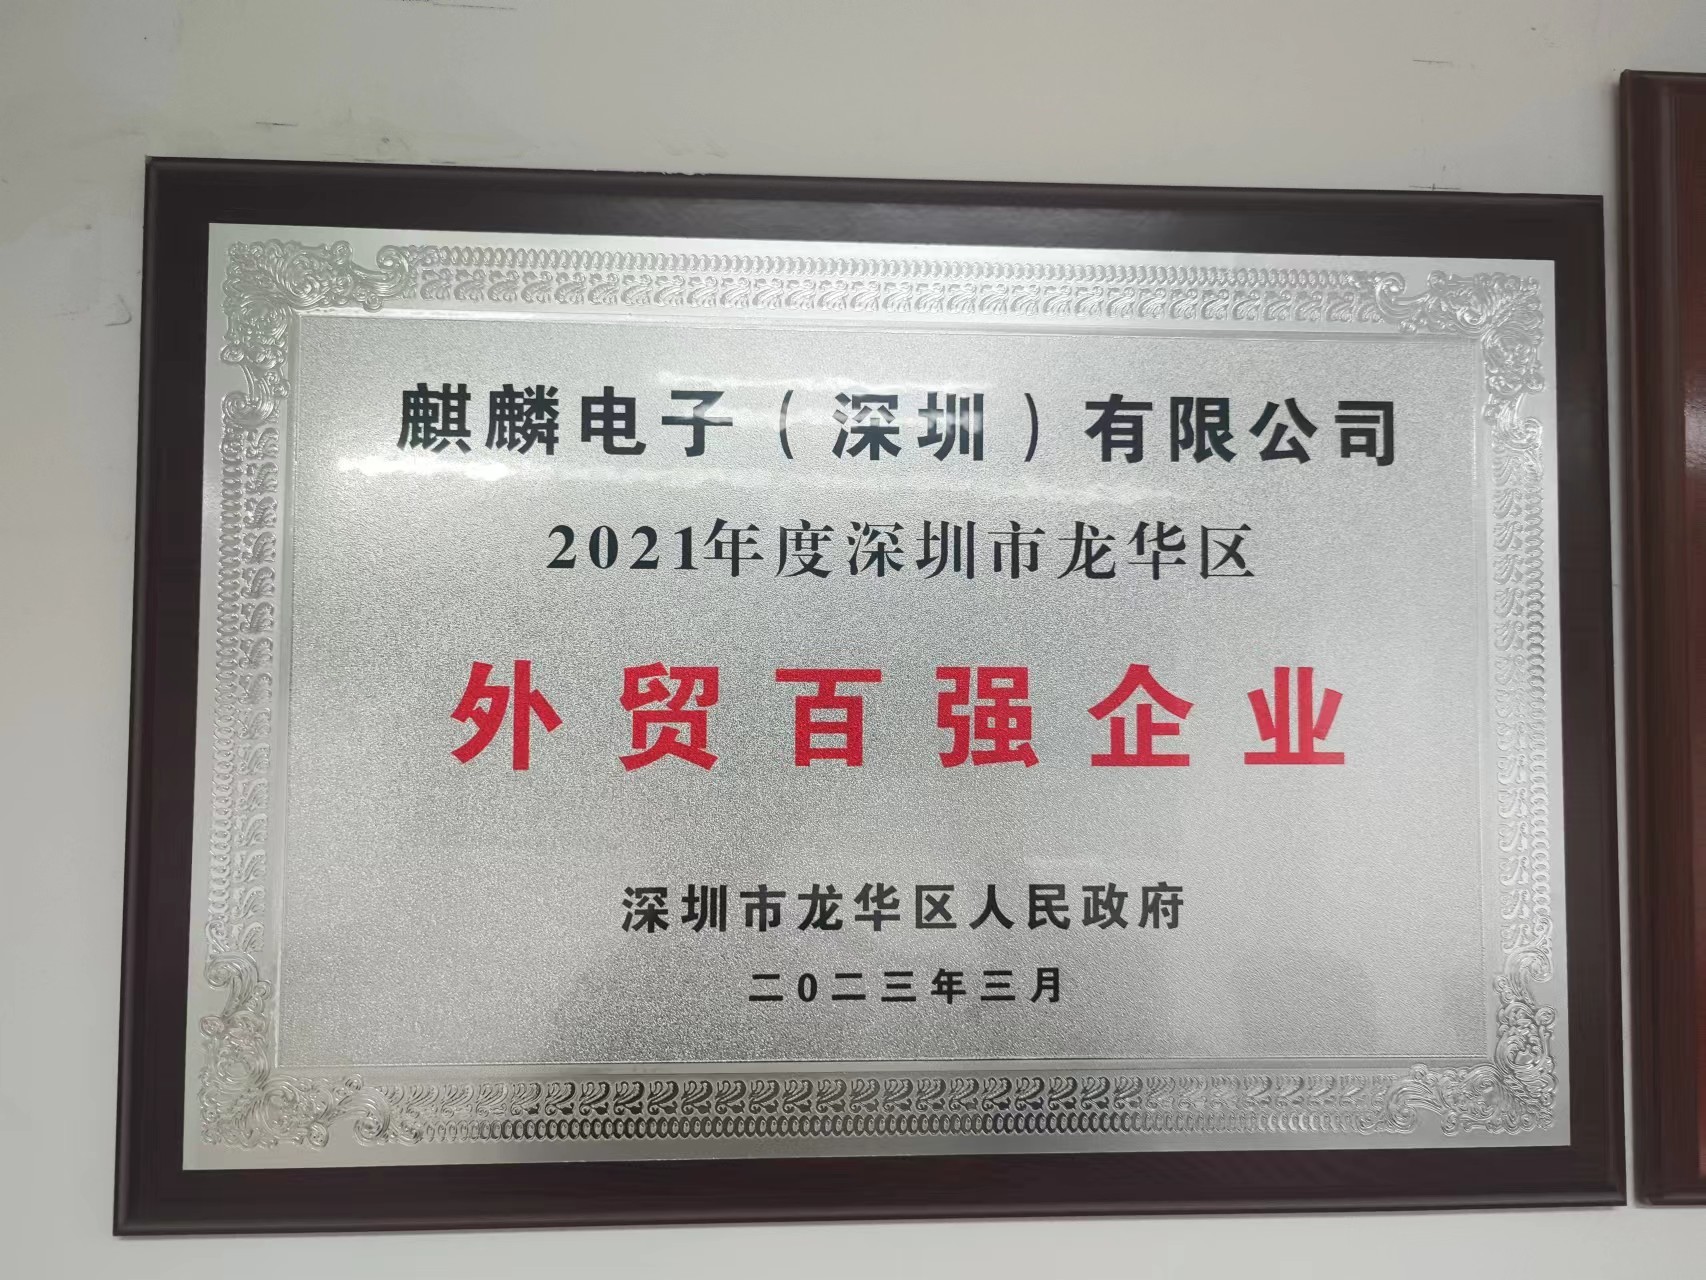 麒麟电子（深圳）有限公司
2021年度深圳市龙华区
外贸百强企业
深圳市龙华区人民政府
二0二三年三月